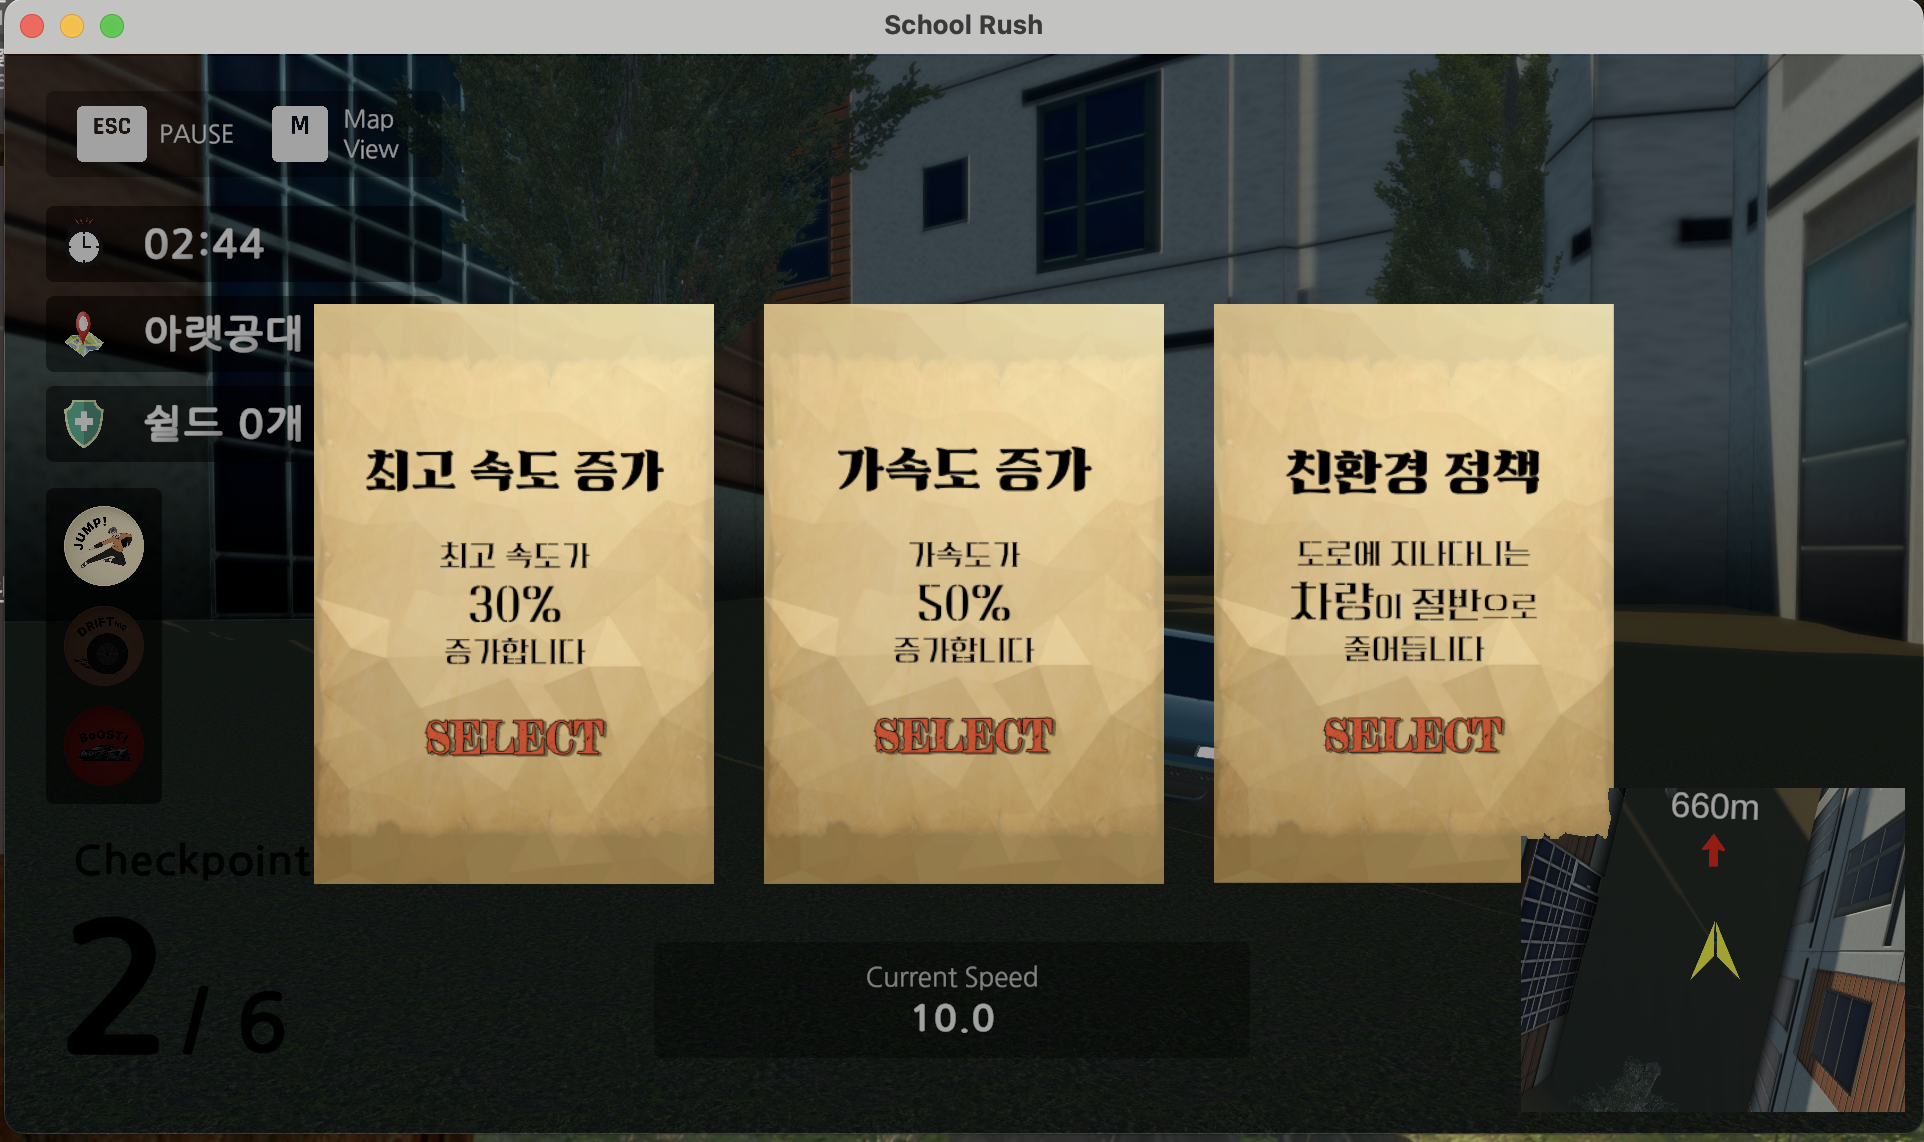 School Rush
ESC PAUSE M Map View
02:44
아랫공대
쉴드 0개
JUMP!
DRIFTing
BoOST!
최고 속도 증가
최고 속도가
30%
증가합니다
SELECT
가속도 증가
가속도가
50%
증가합니다
SELECT
친환경 정책
도로에 지나다니는
차량이 절반으로
줄어듭니다
SELECT
Checkpoint
2 / 6
Current Speed
10.0
660m